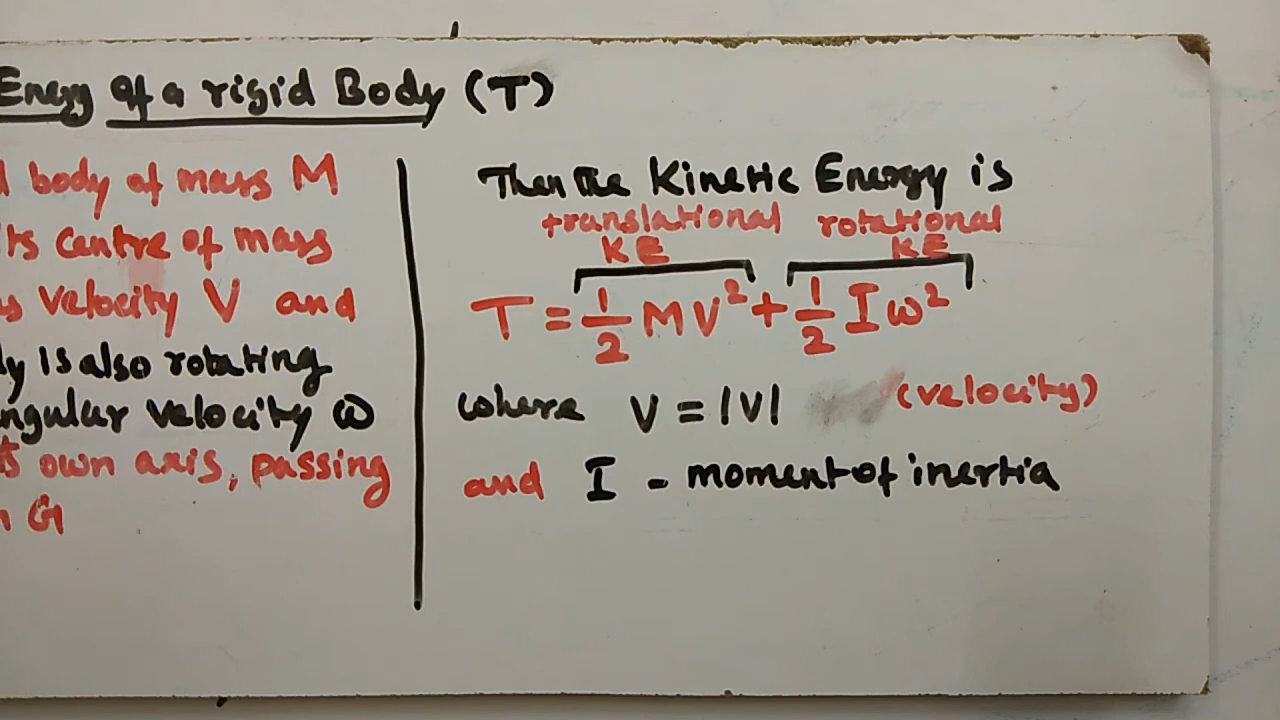 Energy of a rigid Body (T)
body of mass M
its centre of mass
velocity V and
is also rotating
angular velocity ω
own axis, passing
G
Then the Kinetic Energy is
translational rotational
KE KE
T = 1/2 MV² + 1/2 Iω²
where V = |V| (velocity)
and I - moment of inertia